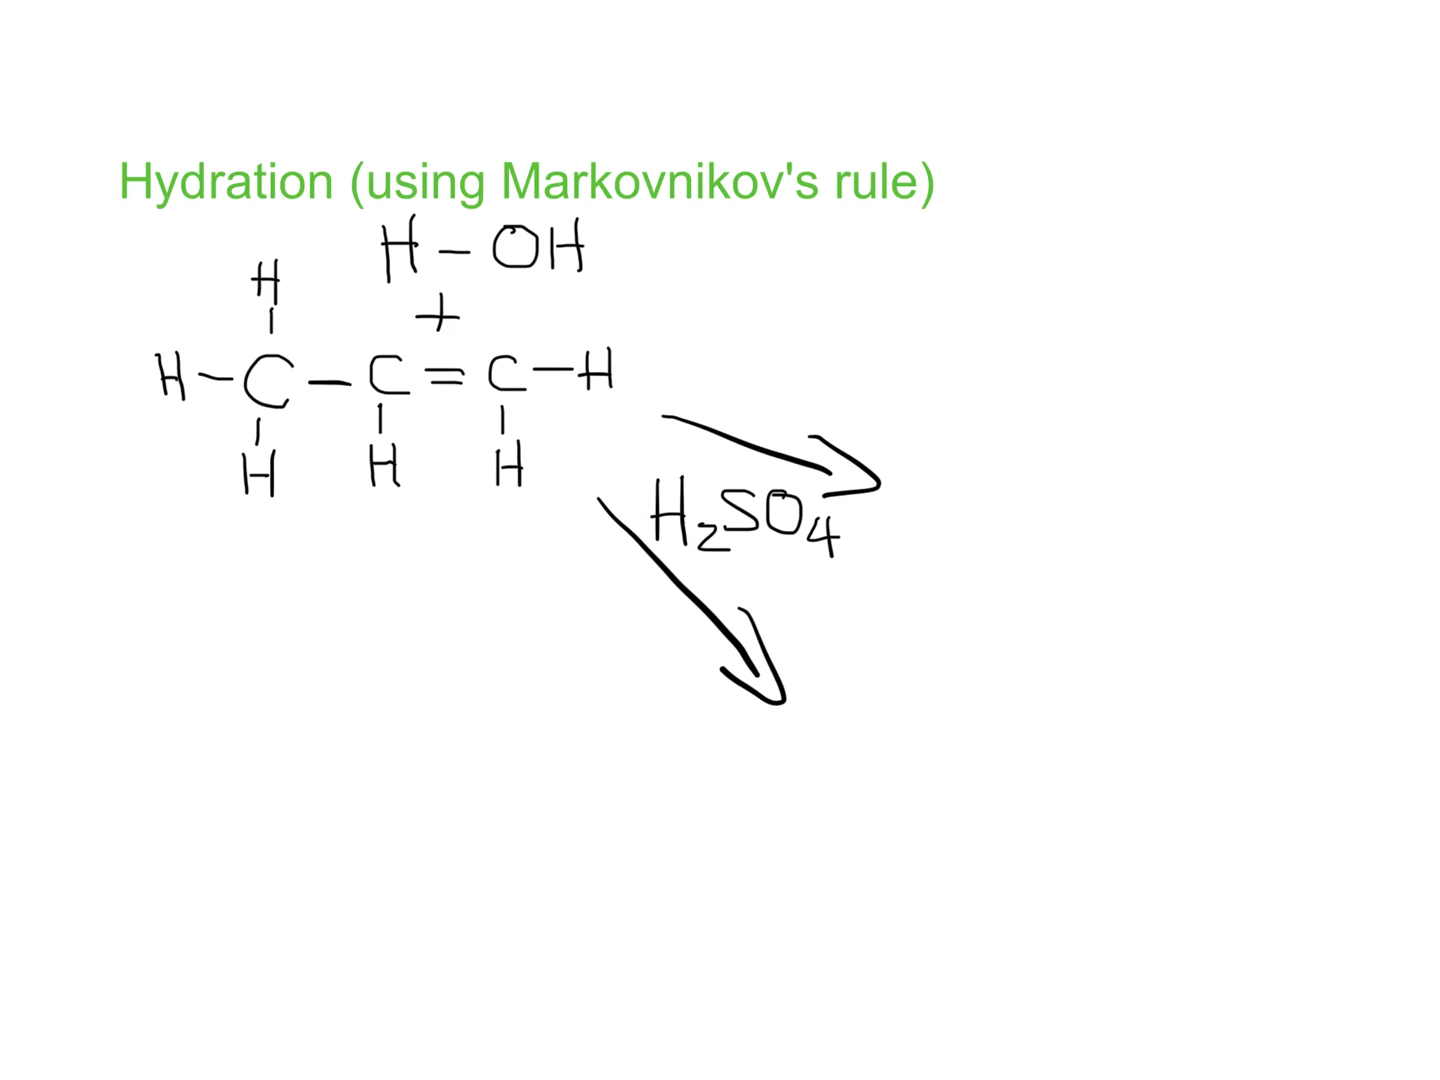 Hydration (using Markovnikov's rule)
H - OH
H
+
H - C - C = C - H
H H H
H₂SO₄